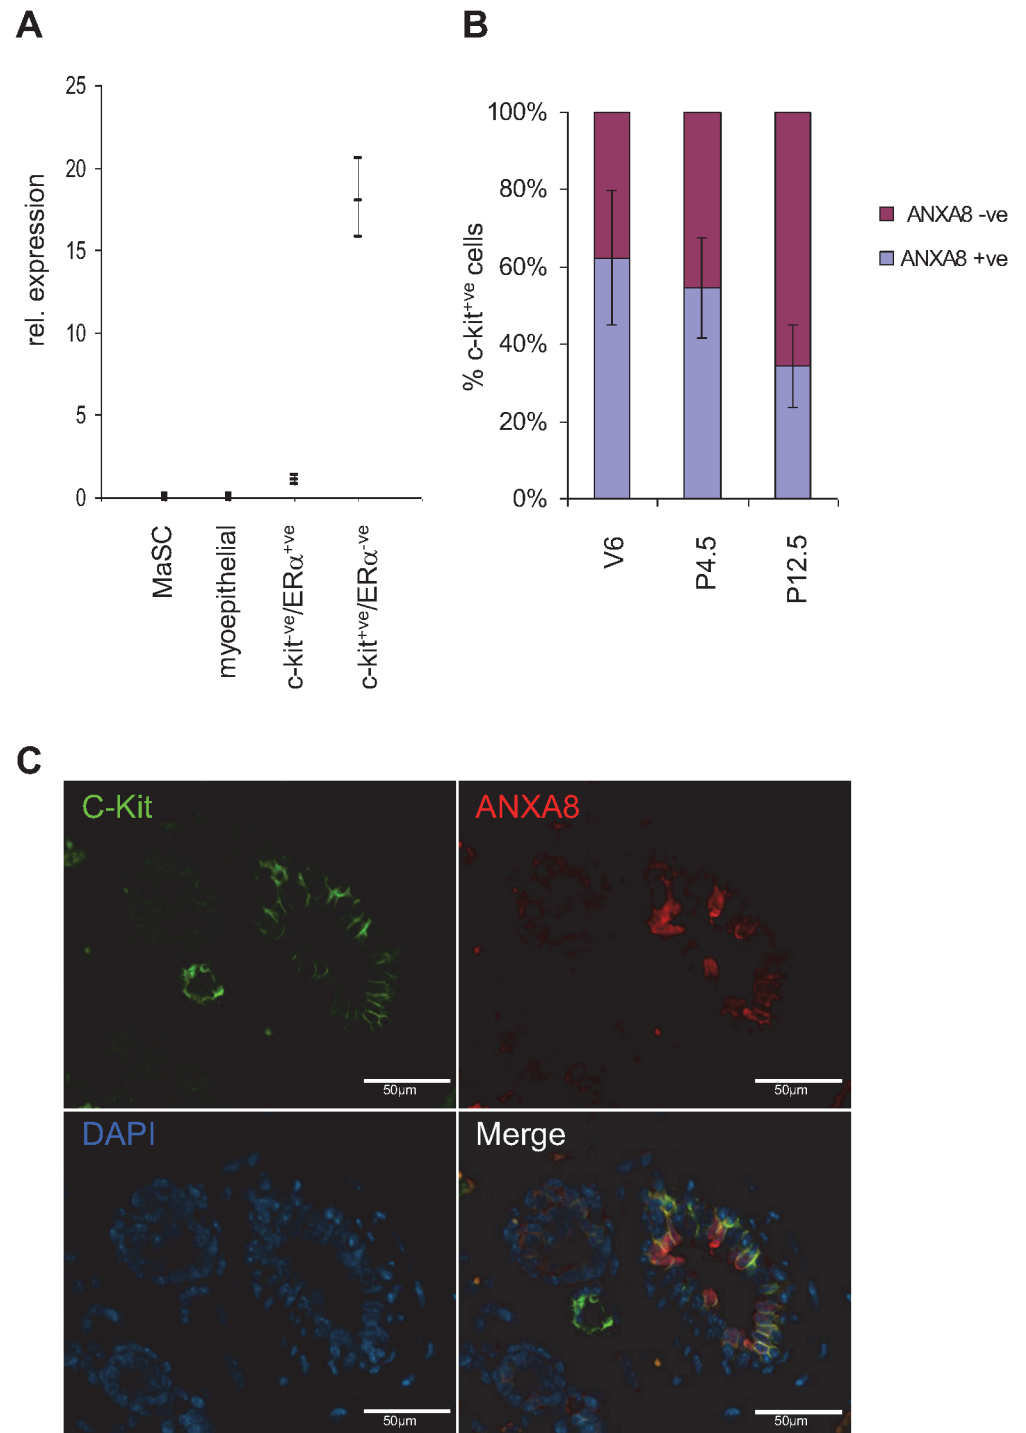 A
rel. expression
25
20
15
10
5
0
MaSC
myoepithelial
c-kit-ve/ERα+ve
c-kit+ve/ERα-ve
B
% c-kit+ve cells
100%
80%
60%
40%
20%
0%
V6
P4.5
P12.5
ANXA8 -ve
ANXA8 +ve
C
C-Kit
50µm
ANXA8
50µm
DAPI
50µm
Merge
50µm